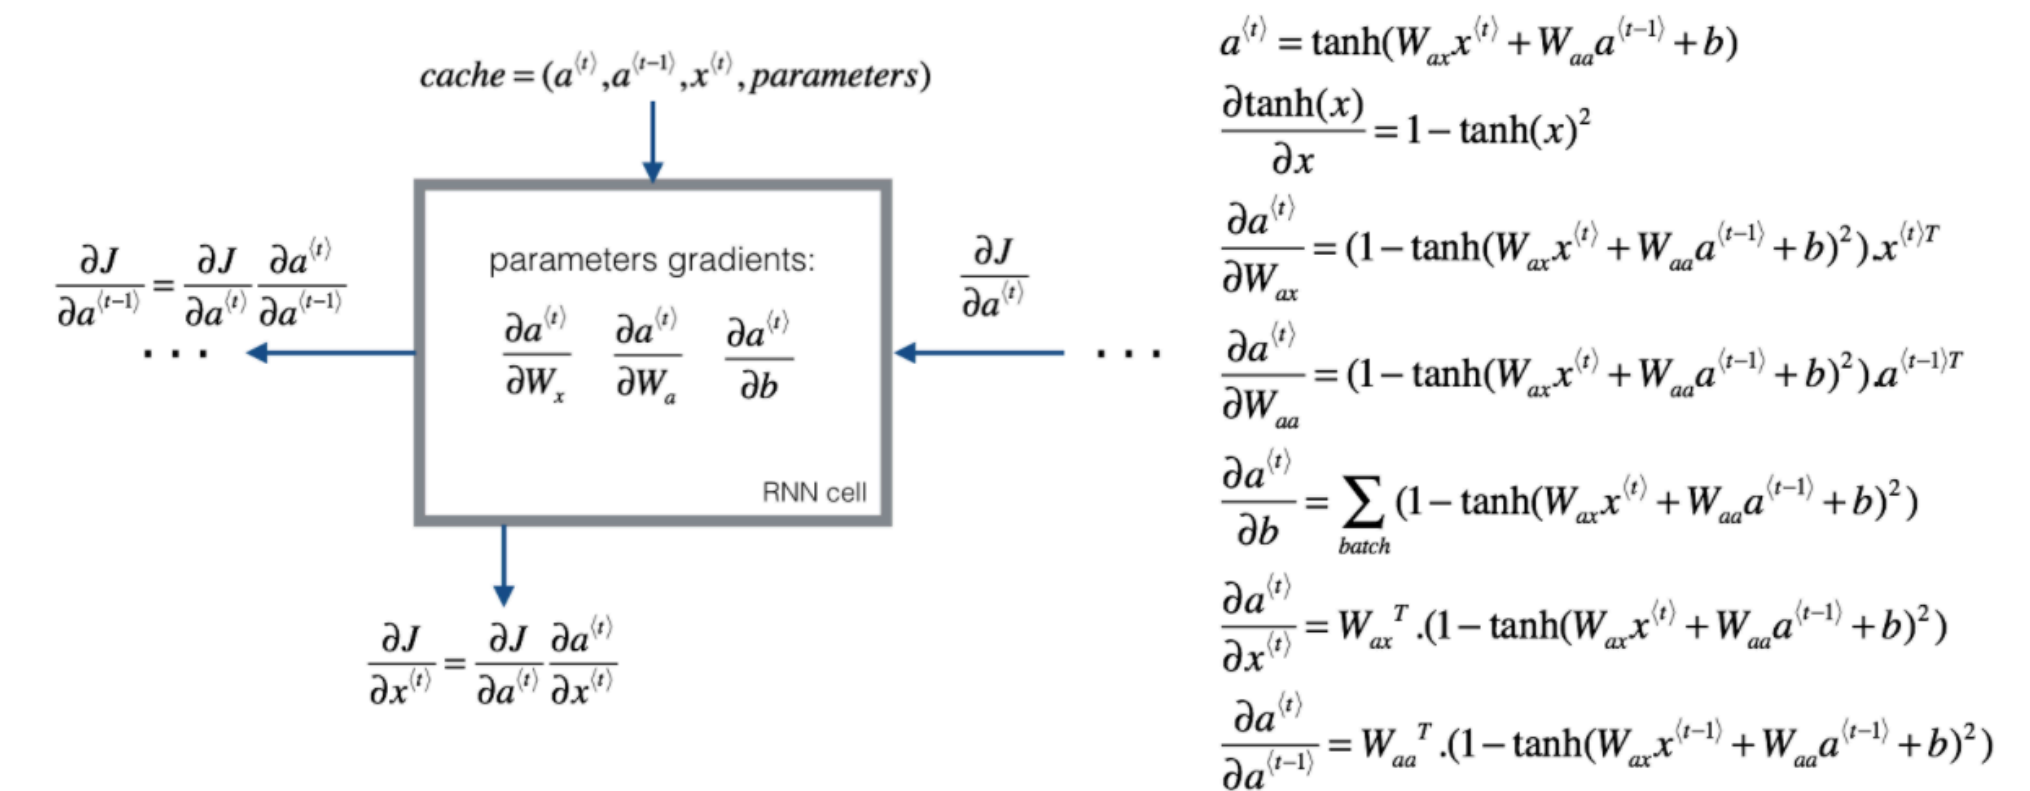 cache = (a⟨t⟩, a⟨t−1⟩, x⟨t⟩, parameters)
∂J/∂a⟨t−1⟩ = ∂J/∂a⟨t⟩ ∂a⟨t⟩/∂a⟨t−1⟩
. . .
parameters gradients:
∂a⟨t⟩/∂W_x ∂a⟨t⟩/∂W_a ∂a⟨t⟩/∂b
RNN cell
∂J/∂a⟨t⟩
. . .
∂J/∂x⟨t⟩ = ∂J/∂a⟨t⟩ ∂a⟨t⟩/∂x⟨t⟩
a⟨t⟩ = tanh(W_ax x⟨t⟩ + W_aa a⟨t−1⟩ + b)
∂tanh(x)/∂x = 1 − tanh(x)²
∂a⟨t⟩/∂W_ax = (1 − tanh(W_ax x⟨t⟩ + W_aa a⟨t−1⟩ + b)²).x⟨t⟩T
∂a⟨t⟩/∂W_aa = (1 − tanh(W_ax x⟨t⟩ + W_aa a⟨t−1⟩ + b)²).a⟨t−1⟩T
∂a⟨t⟩/∂b = ∑_batch (1 − tanh(W_ax x⟨t⟩ + W_aa a⟨t−1⟩ + b)²)
∂a⟨t⟩/∂x⟨t⟩ = W_ax^T.(1 − tanh(W_ax x⟨t⟩ + W_aa a⟨t−1⟩ + b)²)
∂a⟨t⟩/∂a⟨t−1⟩ = W_aa^T.(1 − tanh(W_ax x⟨t−1⟩ + W_aa a⟨t−1⟩ + b)²)